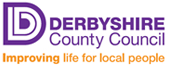 DERBYSHIRE
County Council
Improving life for local people